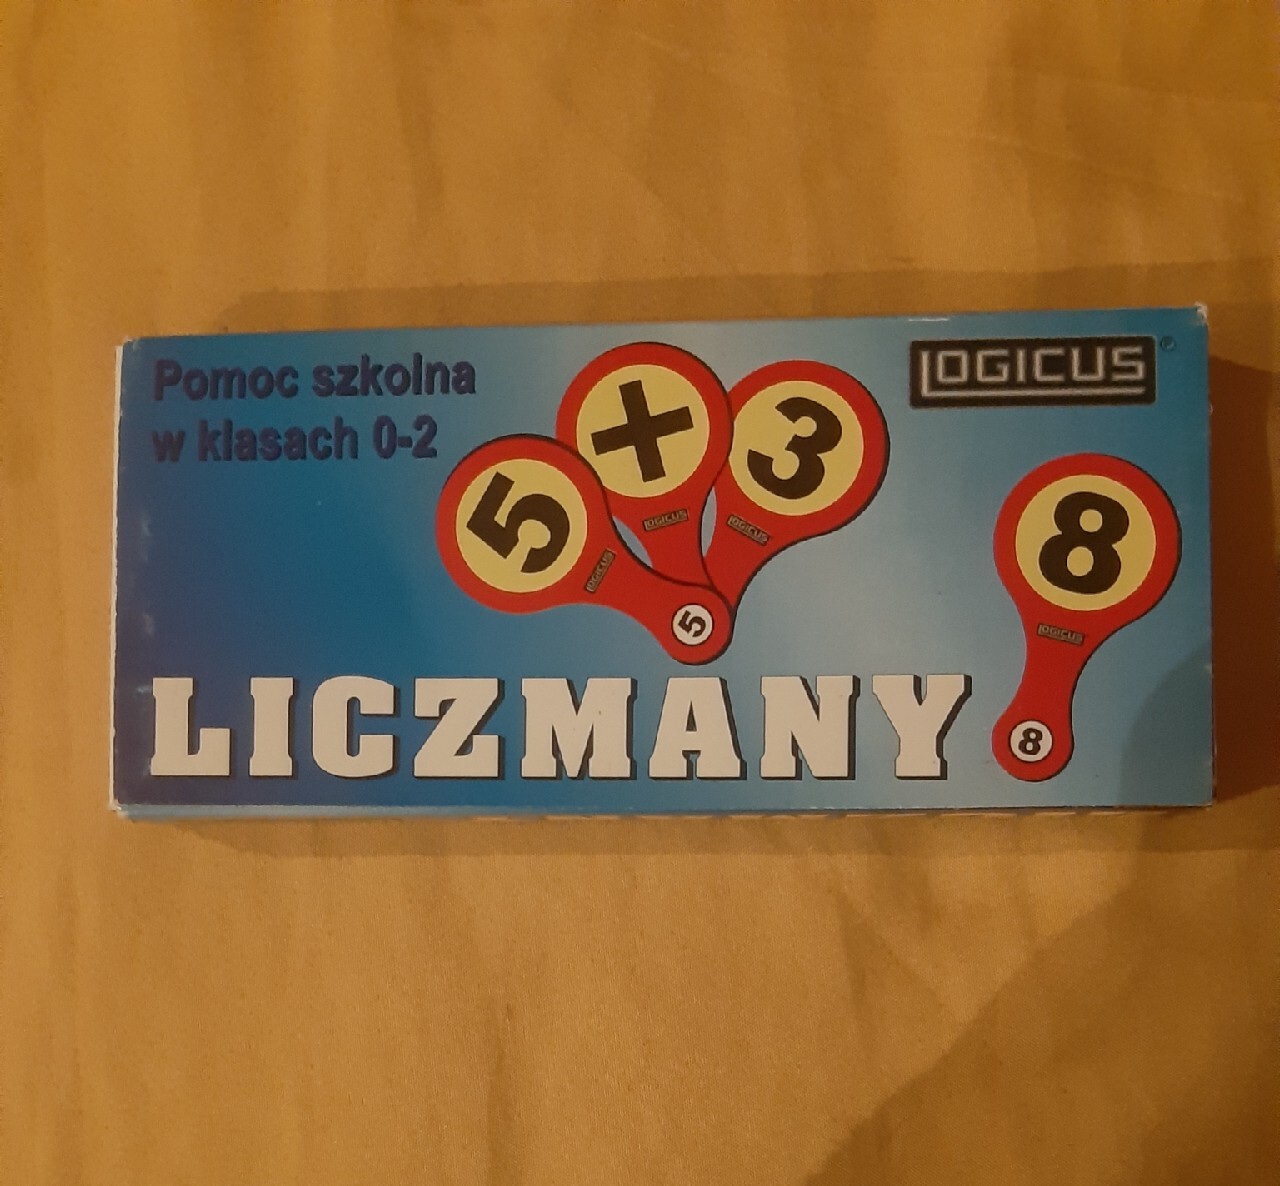 Pomoc szkolna
w klasach 0-2
LOGICUS®
5 + 3
8
LOGICUS
LOGICUS
LOGICUS
LOGICUS
5
8
LICZMANY